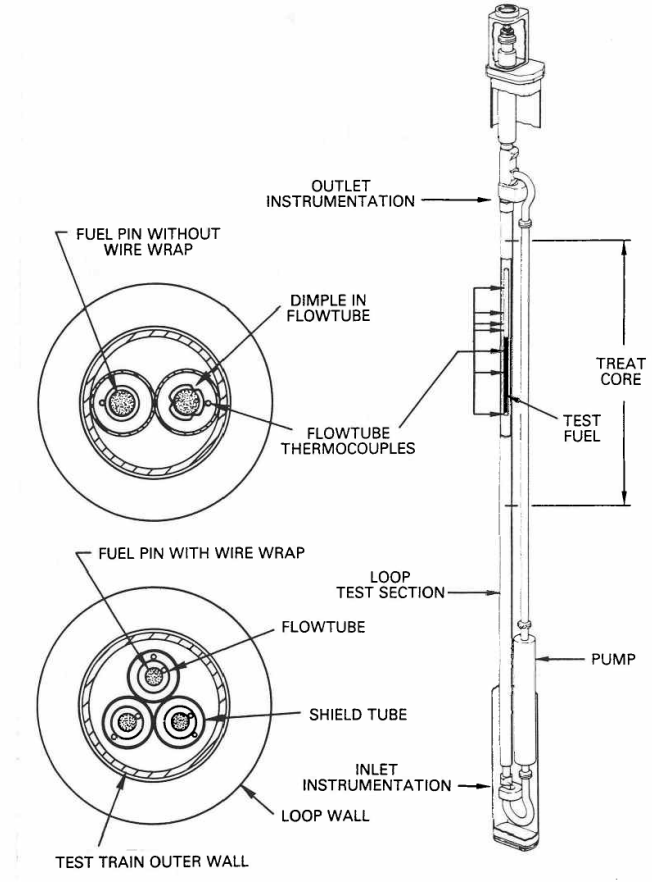 OUTLET
INSTRUMENTATION
FUEL PIN WITHOUT
WIRE WRAP
DIMPLE IN
FLOWTUBE
TREAT
CORE
TEST
FUEL
FLOWTUBE
THERMOCOUPLES
FUEL PIN WITH WIRE WRAP
LOOP
TEST SECTION
FLOWTUBE
PUMP
SHIELD TUBE
INLET
INSTRUMENTATION
LOOP WALL
TEST TRAIN OUTER WALL